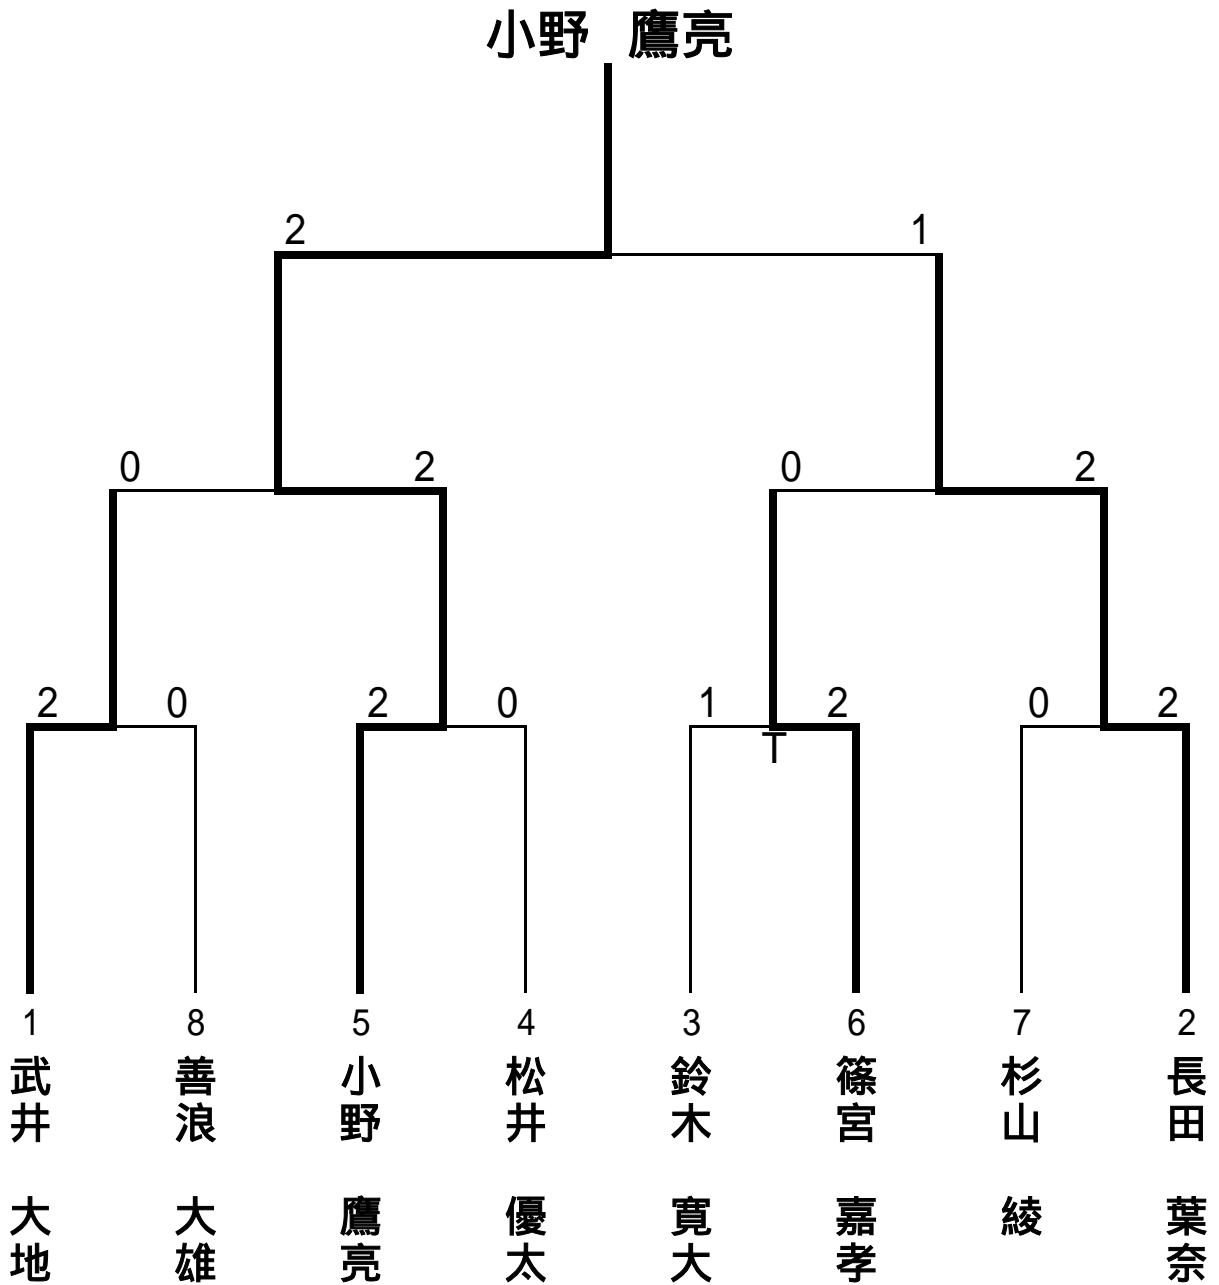 小野 鷹亮
2 1
0 2 0 2
2 0 2 0 1 2 0 2
T
1 8 5 4 3 6 7 2
武井 大地
善浪 大雄
小野 鷹亮
松井 優太
鈴木 寛大
篠宮 嘉孝
杉山 綾
長田 葉奈